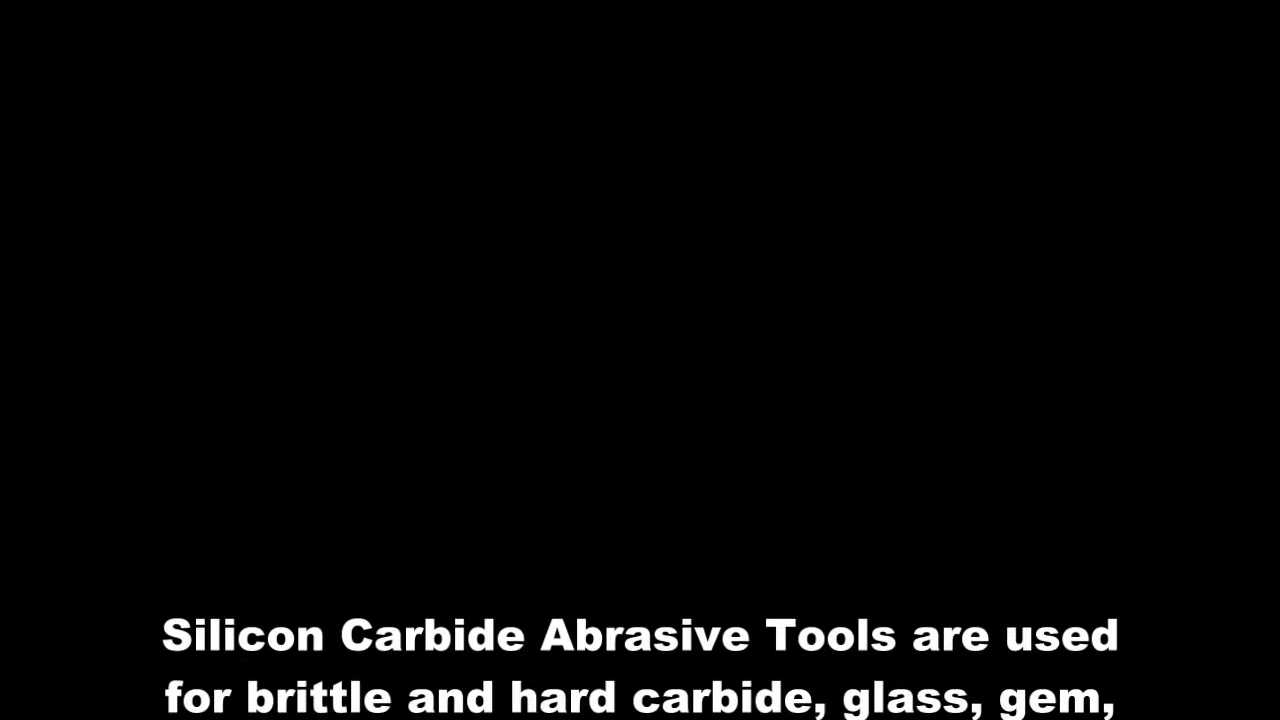 Silicon Carbide Abrasive Tools are used
for brittle and hard carbide, glass, gem,